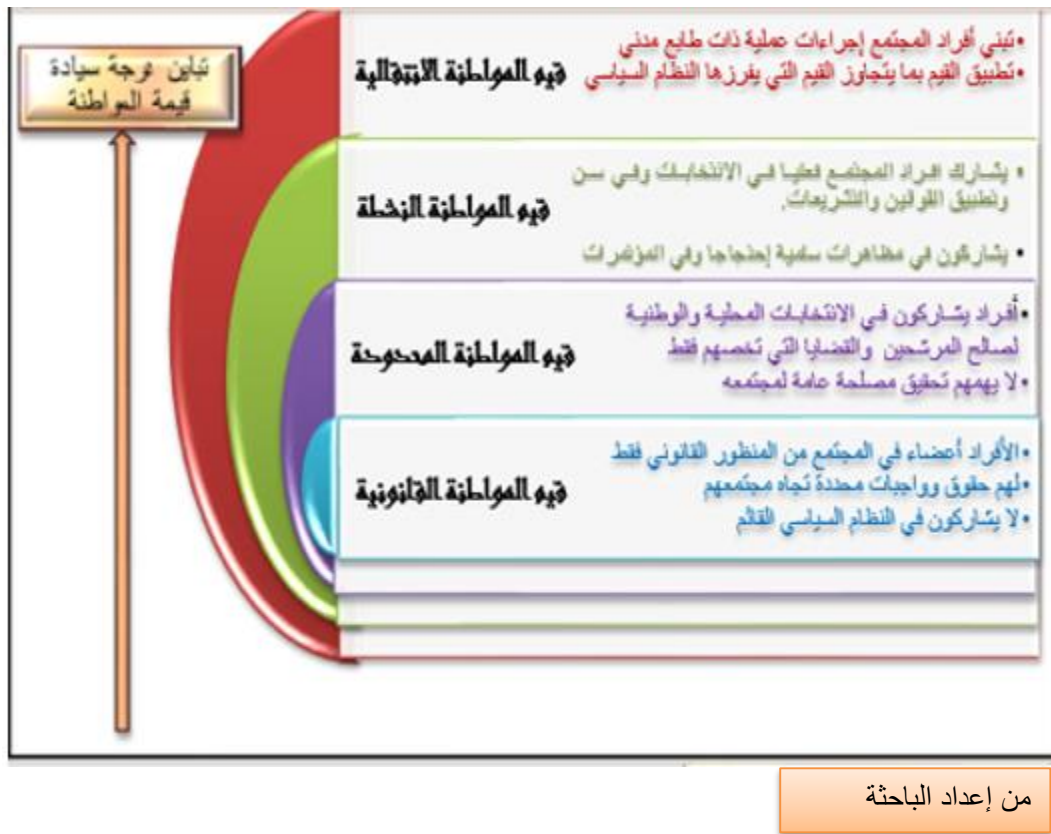 تباين درجة سيادة
قيمة المواطنة
•تبني أفراد المجتمع إجراءات عملية ذات طابع مدني
•تطبيق القيم بما يتجاوز القيم التي يفرزها النظام السياسي
قيم المواطنة الانتقالية
• يشارك افراد المجتمع فعليا في الانتخابات وفي سن
وتطبيق القوانين والتشريعات.
قيم المواطنة النشطة
• يشاركون في مظاهرات سلمية إحتجاجا وفي المؤتمرات
•أفراد يشاركون في الانتخابات المحلية والوطنية
لصالح المرشحين والقضايا التي تخصهم فقط
قيم المواطنة المحدودة
•لا يهمهم تحقيق مصلحة عامة لمجتمعه
•الأفراد أعضاء في المجتمع من المنظور القانوني فقط
•لهم حقوق وواجبات محددة تجاه مجتمعهم
قيم المواطنة القانونية
•لا يشاركون في النظام السياسي القائم
من إعداد الباحثة